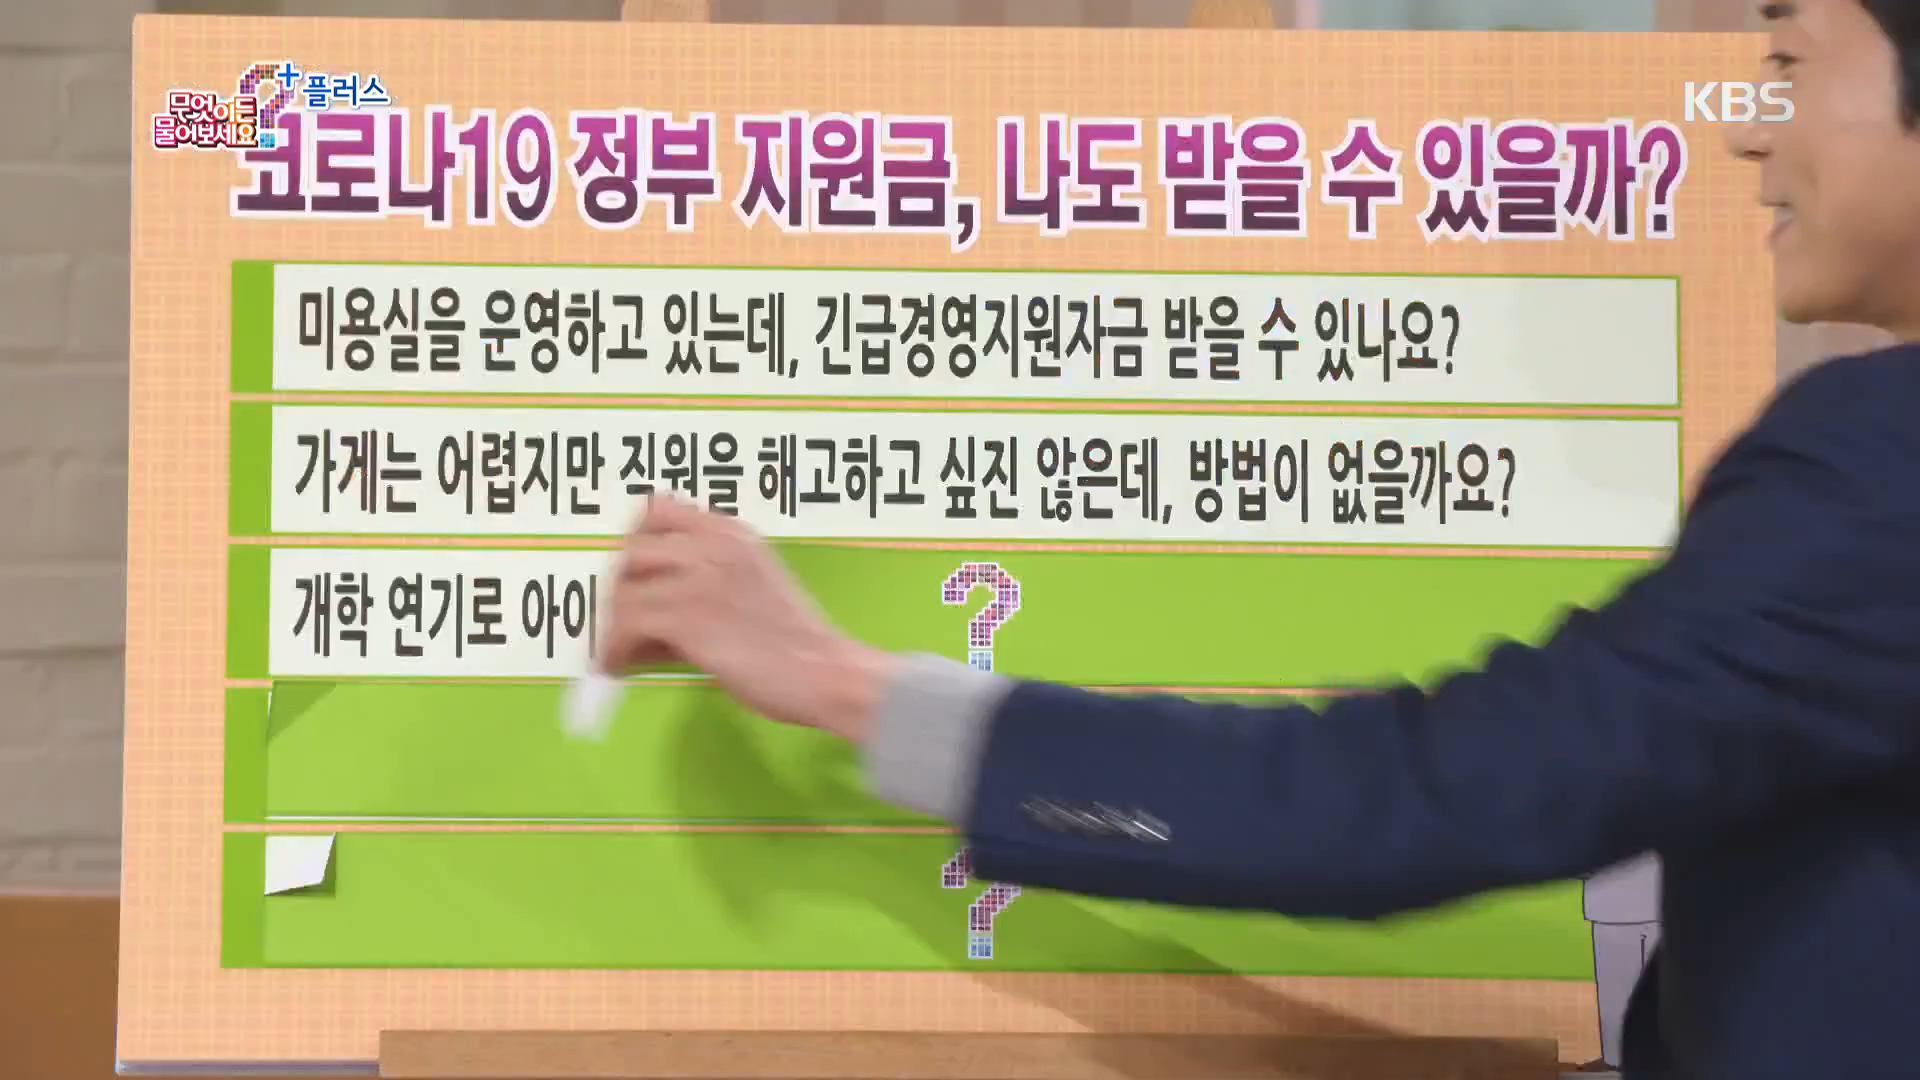 무엇이든
물어보세요
플러스
KBS
코로나19 정부 지원금, 나도 받을 수 있을까?
미용실을 운영하고 있는데, 긴급경영지원자금 받을 수 있나요?
가게는 어렵지만 직원을 해고하고 싶진 않은데, 방법이 없을까요?
개학 연기로 아이
?
?